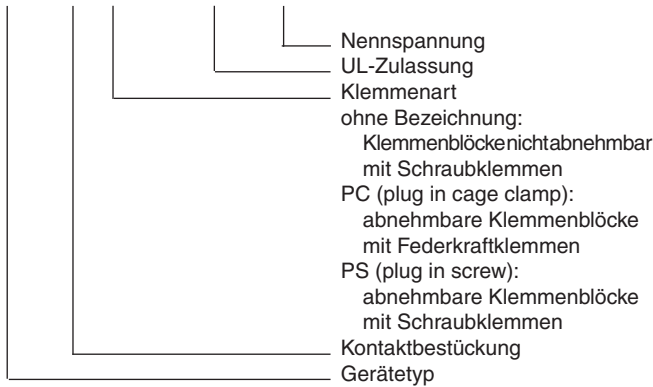 Nennspannung
UL-Zulassung
Klemmenart
ohne Bezeichnung:
Klemmenblöckenichtabnehmbar
mit Schraubklemmen
PC (plug in cage clamp):
abnehmbare Klemmenblöcke
mit Federkraftklemmen
PS (plug in screw):
abnehmbare Klemmenblöcke
mit Schraubklemmen
Kontaktbestückung
Gerätetyp